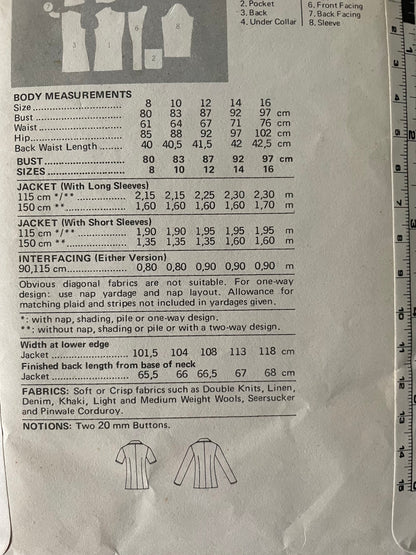 2. Pocket
3. Back
4. Under Collar
6. Front Facing
7. Back Facing
8. Sleeve
BODY MEASUREMENTS
Size 8 10 12 14 16
Bust 80 83 87 92 97 cm
Waist 61 64 67 71 76 cm
Hip 85 88 92 97 102 cm
Back Waist Length 40 40,5 41,5 42 42,5 cm
BUST 80 83 87 92 97 cm
SIZES 8 10 12 14 16
JACKET (With Long Sleeves)
115 cm */** 2,15 2,15 2,25 2,30 2,30 m
150 cm ** 1,60 1,60 1,60 1,60 1,70 m
JACKET (With Short Sleeves)
115 cm */** 1,90 1,90 1,95 1,95 1,95 m
150 cm ** 1,35 1,35 1,35 1,60 1,60 m
INTERFACING (Either Version)
90,115 cm 0,80 0,80 0,90 0,90 0,90 m
Obvious diagonal fabrics are not suitable. For one-way
design: use nap yardage and nap layout. Allowance for
matching plaid and stripes not included in yardages given.
*: with nap, shading, pile or one-way design.
**: without nap, shading or pile or with a two-way design.
Width at lower edge
Jacket 101,5 104 108 113 118 cm
Finished back length from base of neck
Jacket 65,5 66 66,5 67 68 cm
FABRICS: Soft or Crisp fabrics such as Double Knits, Linen,
Denim, Khaki, Light and Medium Weight Wools, Seersucker
and Pinwale Corduroy.
NOTIONS: Two 20 mm Buttons.